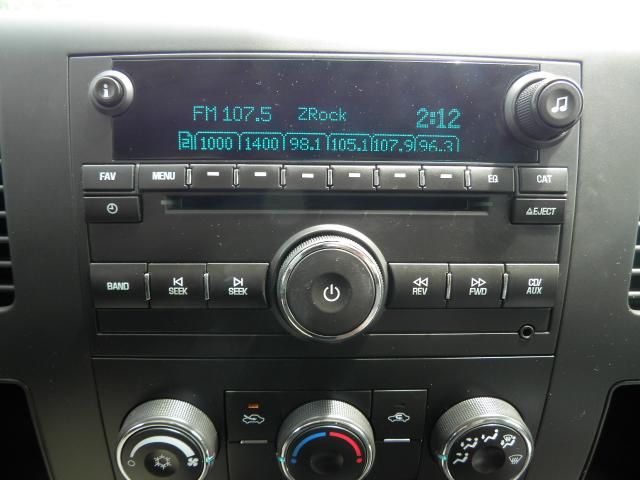 i
FM 107.5 ZRock 2:12
2 1000 1400 98.1 105.1 107.9 96.3
FAV MENU EQ CAT
EJECT
BAND SEEK SEEK REV FWD CD/AUX